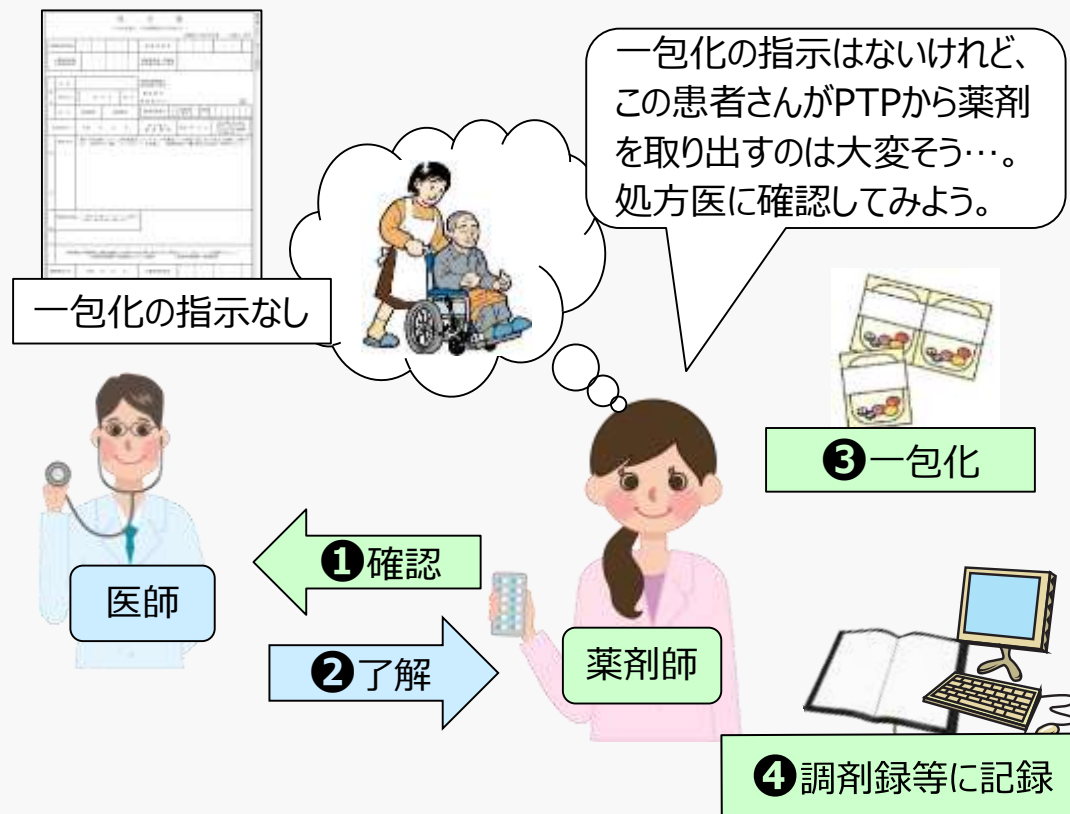 一包化の指示はないけれど、
この患者さんがPTPから薬剤
を取り出すのは大変そう…。
処方医に確認してみよう。
一包化の指示なし
❸一包化
❶確認
医師
❷了解
薬剤師
❹調剤録等に記録